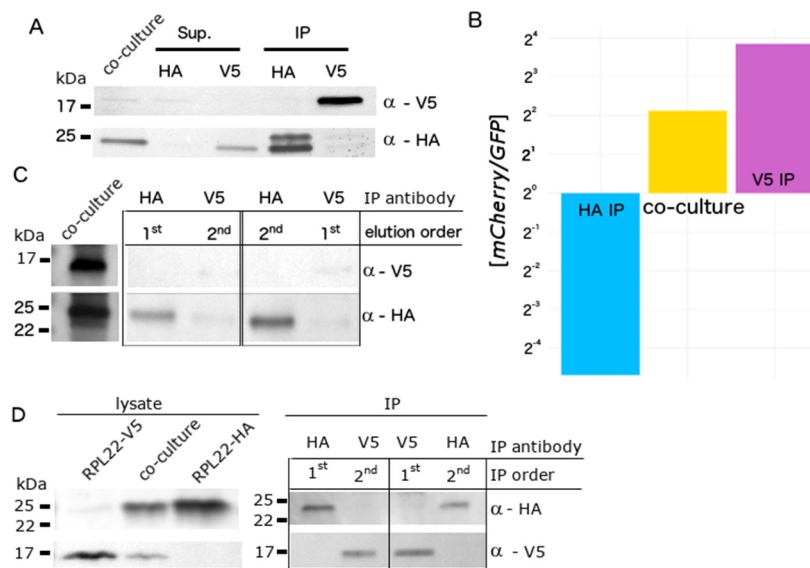 A
co-culture
Sup.
IP
HA
V5
HA
V5
kDa
17
α - V5
25
α - HA
B
2⁴
2³
2²
2¹
2⁰
2⁻¹
2⁻²
2⁻³
2⁻⁴
[mCherry/GFP]
HA IP
co-culture
V5 IP
C
co-culture
HA
V5
HA
V5
IP antibody
1st
2nd
2nd
1st
elution order
kDa
17
α - V5
25
22
α - HA
D
lysate
RPL22-V5
co-culture
RPL22-HA
IP
HA
V5
V5
HA
IP antibody
1st
2nd
1st
2nd
IP order
kDa
25
22
25
22
α - HA
17
17
α - V5